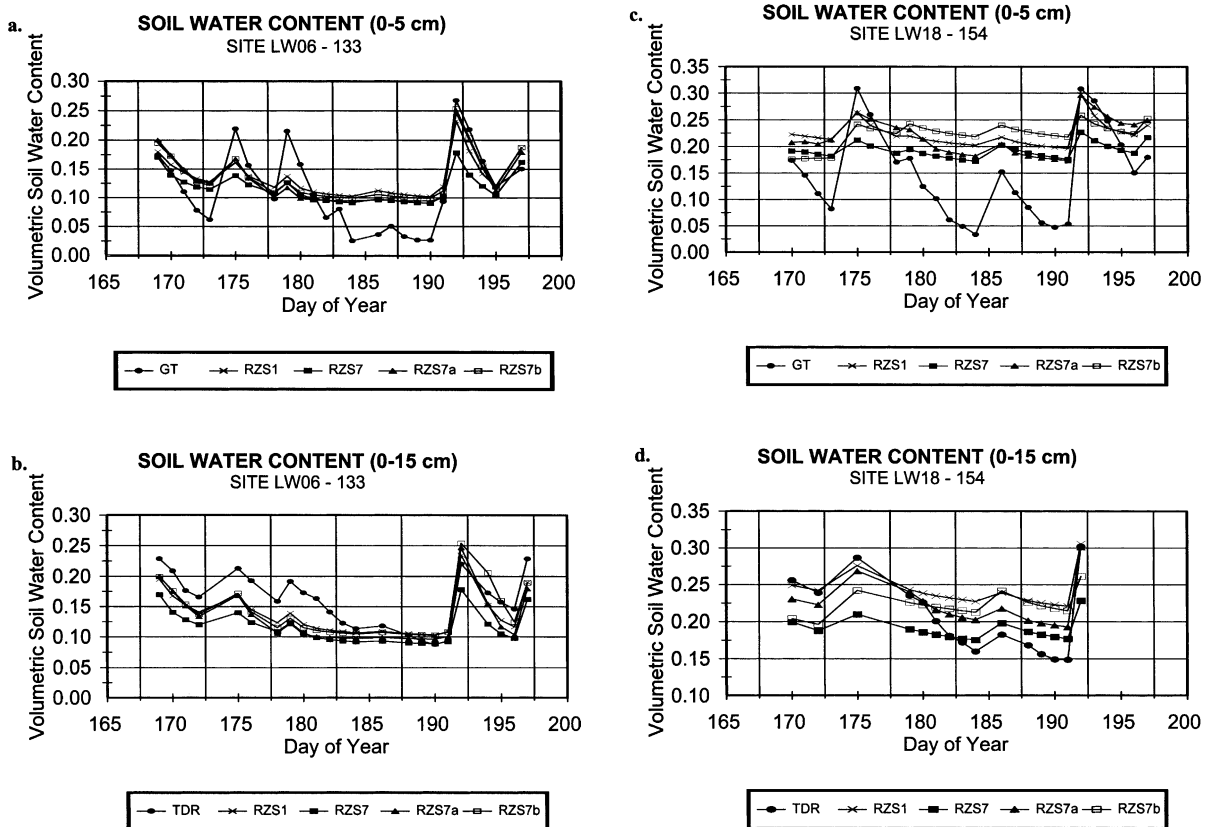 a.
SOIL WATER CONTENT (0-5 cm)
SITE LW06 - 133
Volumetric Soil Water Content
0.30
0.25
0.20
0.15
0.10
0.05
0.00
165 170 175 180 185 190 195 200
Day of Year
GT RZS1 RZS7 RZS7a RZS7b
b.
SOIL WATER CONTENT (0-15 cm)
SITE LW06 - 133
Volumetric Soil Water Content
0.30
0.25
0.20
0.15
0.10
0.05
0.00
165 170 175 180 185 190 195 200
Day of Year
TDR RZS1 RZS7 RZS7a RZS7b
c.
SOIL WATER CONTENT (0-5 cm)
SITE LW18 - 154
Volumetric Soil Water Content
0.35
0.30
0.25
0.20
0.15
0.10
0.05
0.00
165 170 175 180 185 190 195 200
Day of Year
GT RZS1 RZS7 RZS7a RZS7b
d.
SOIL WATER CONTENT (0-15 cm)
SITE LW18 - 154
Volumetric Soil Water Content
0.35
0.30
0.25
0.20
0.15
0.10
165 170 175 180 185 190 195 200
Day of Year
TDR RZS1 RZS7 RZS7a RZS7b